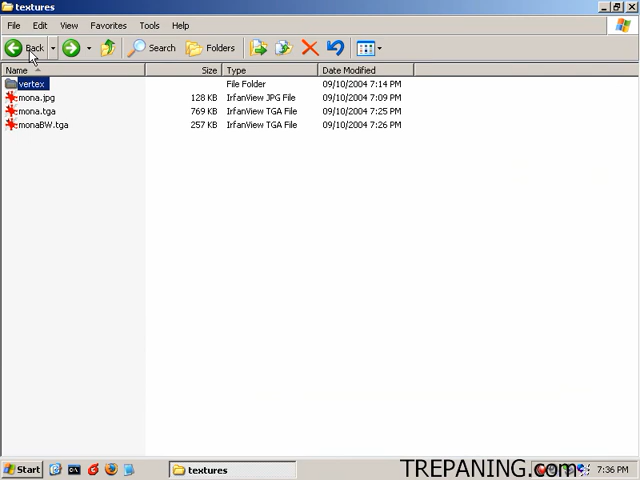 textures
File Edit View Favorites Tools Help
Back Search Folders
Name Size Type Date Modified
vertex File Folder 09/10/2004 7:14 PM
mona.jpg 128 KB IrfanView JPG File 09/10/2004 7:09 PM
mona.tga 769 KB IrfanView TGA File 09/10/2004 7:25 PM
monaBW.tga 257 KB IrfanView TGA File 09/10/2004 7:26 PM
Start textures TREPANING.com 7:36 PM